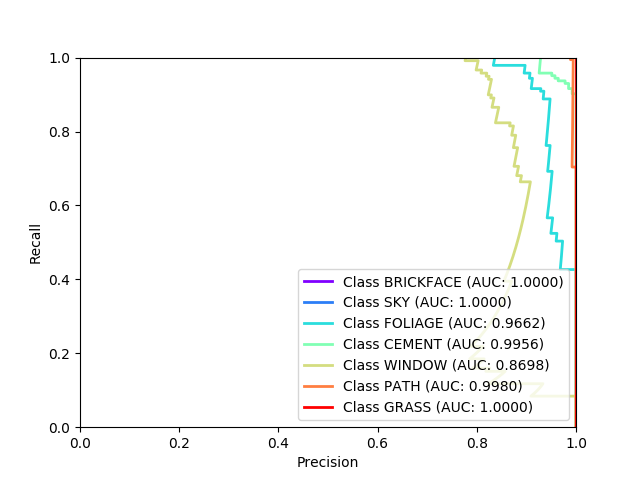 1.0
0.8
0.6
0.4
0.2
0.0
Recall
Class BRICKFACE (AUC: 1.0000)
Class SKY (AUC: 1.0000)
Class FOLIAGE (AUC: 0.9662)
Class CEMENT (AUC: 0.9956)
Class WINDOW (AUC: 0.8698)
Class PATH (AUC: 0.9980)
Class GRASS (AUC: 1.0000)
0.0 0.2 0.4 0.6 0.8 1.0
Precision